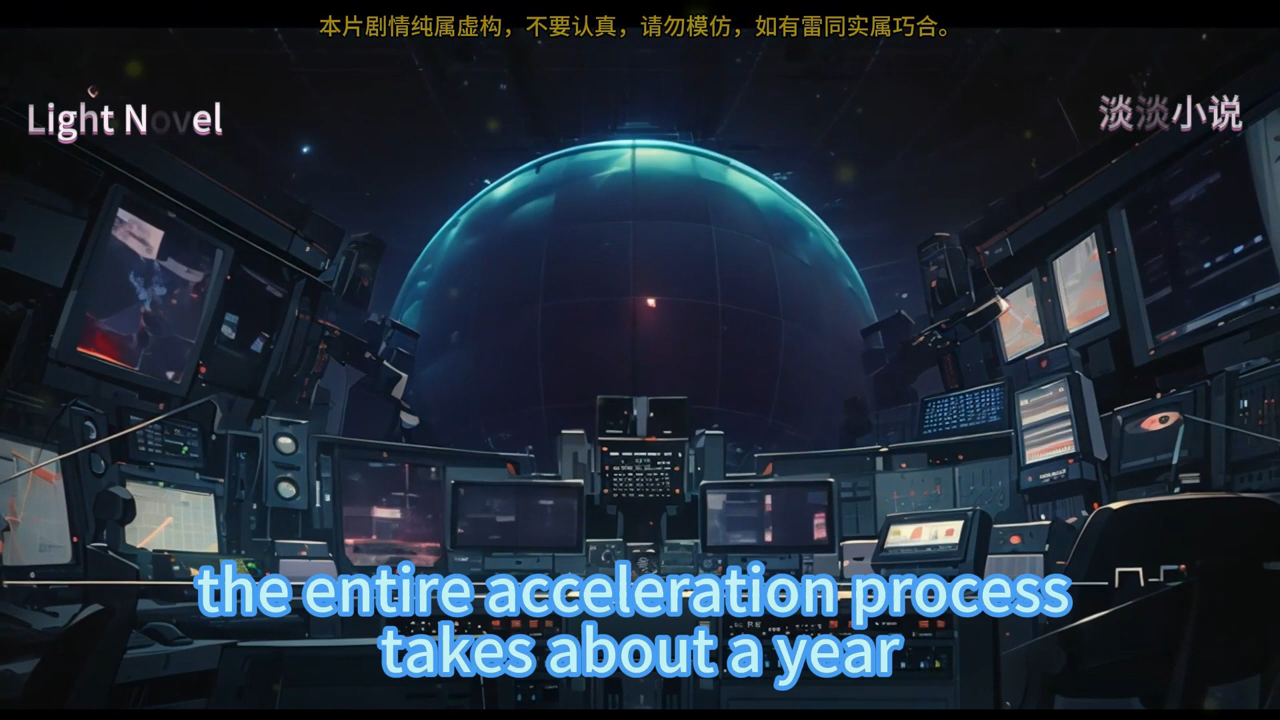 本片剧情纯属虚构，不要认真，请勿模仿，如有雷同实属巧合。
Light Novel
淡淡小说
the entire acceleration process
takes about a year